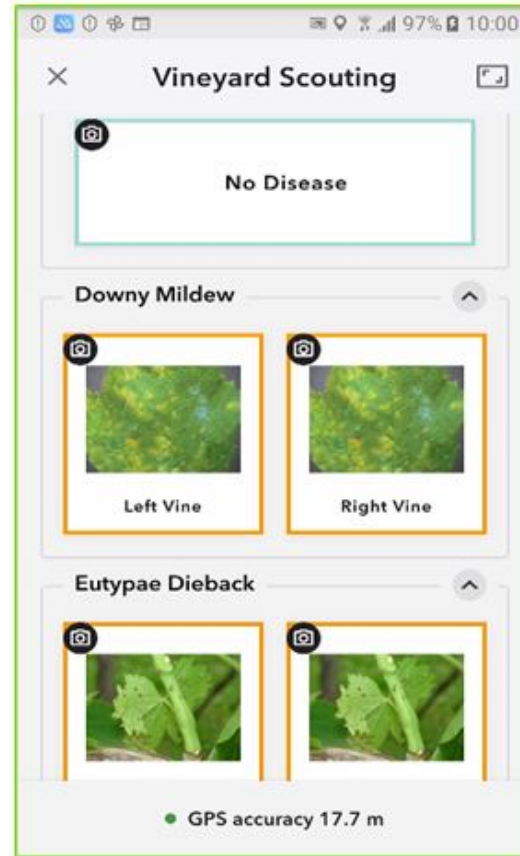 97% 10:00
Vineyard Scouting
No Disease
Downy Mildew
Left Vine Right Vine
Eutypae Dieback
GPS accuracy 17.7 m